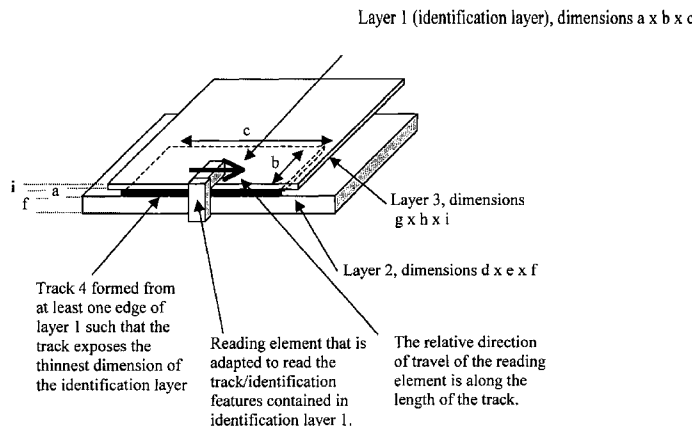 Layer 1 (identification layer), dimensions a x b x c
c
b
i
a
f
Layer 3, dimensions
g x h x i
Layer 2, dimensions d x e x f
Track 4 formed from
at least one edge of
layer 1 such that the
track exposes the
thinnest dimension of
the identification layer
Reading element that is
adapted to read the
track/identification
features contained in
identification layer 1.
The relative direction
of travel of the reading
element is along the
length of the track.